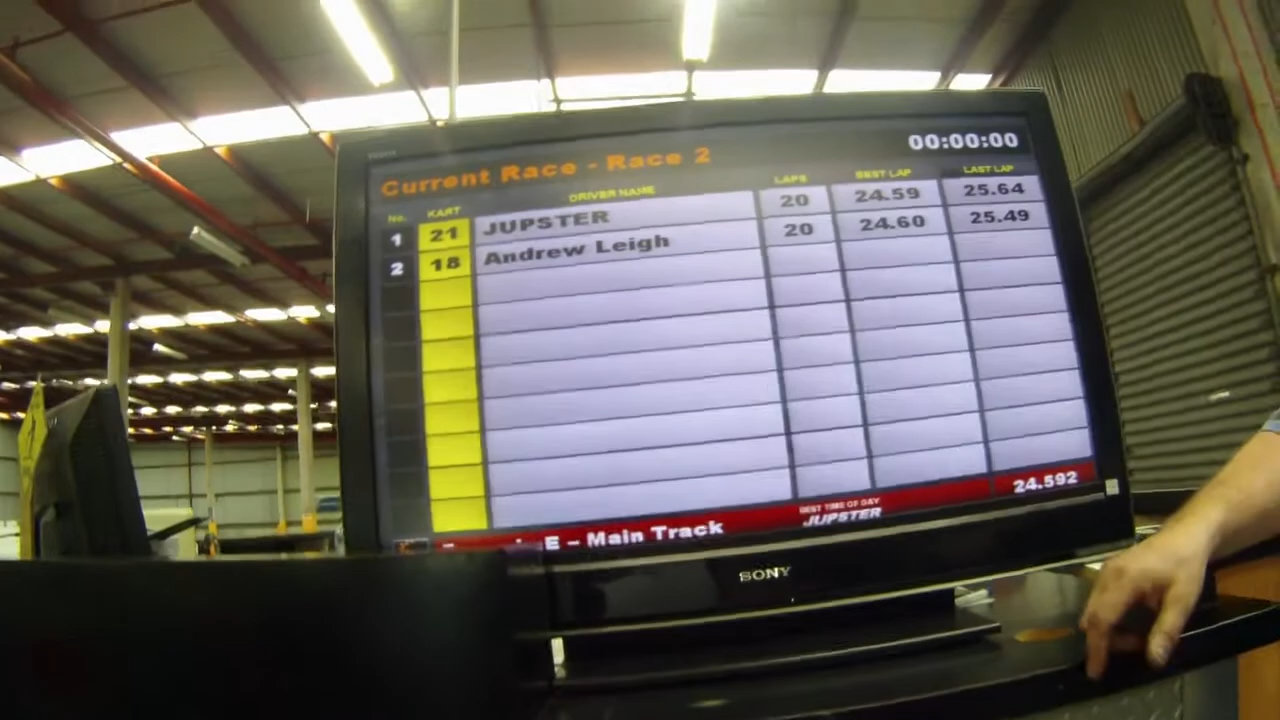 00:00:00
Current Race - Race 2
No. KART DRIVER NAME LAPS BEST LAP LAST LAP
1 21 JUPSTER 20 24.59 25.64
2 18 Andrew Leigh 20 24.60 25.49
BEST TIME OF DAY
E - Main Track JUPSTER 24.592
SONY